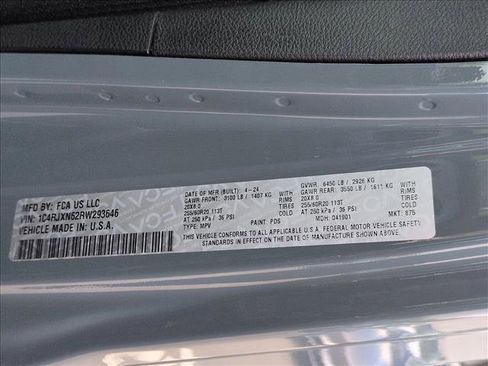 MFD BY: FCA US LLC
VIN: 1C4RJXN62RW293646
VEHICLE MADE IN: U.S.A.
DATE OF MFR (BUILT): 4-24
GAWR FRONT: 3100 LB / 1407 KG WITH
20X8.0 RIMS
255/60R20 113T TIRES
AT 250 kPa / 36 PSI
TYPE: MPV PAINT: PDS
GVWR: 6450 LB / 2926 KG
GAWR REAR: 3550 LB / 1611 KG WITH
20X8.0 RIMS
255/60R20 113T TIRES
AT 250 kPa / 36 PSI
MDH: 041901 MKT: 875
THIS VEHICLE CONFORMS TO ALL APPLICABLE U.S.A. FEDERAL MOTOR VEHICLE SAFETY
STANDARDS IN EFFECT ON THE DATE OF MANUFACTURE SHOWN ABOVE.